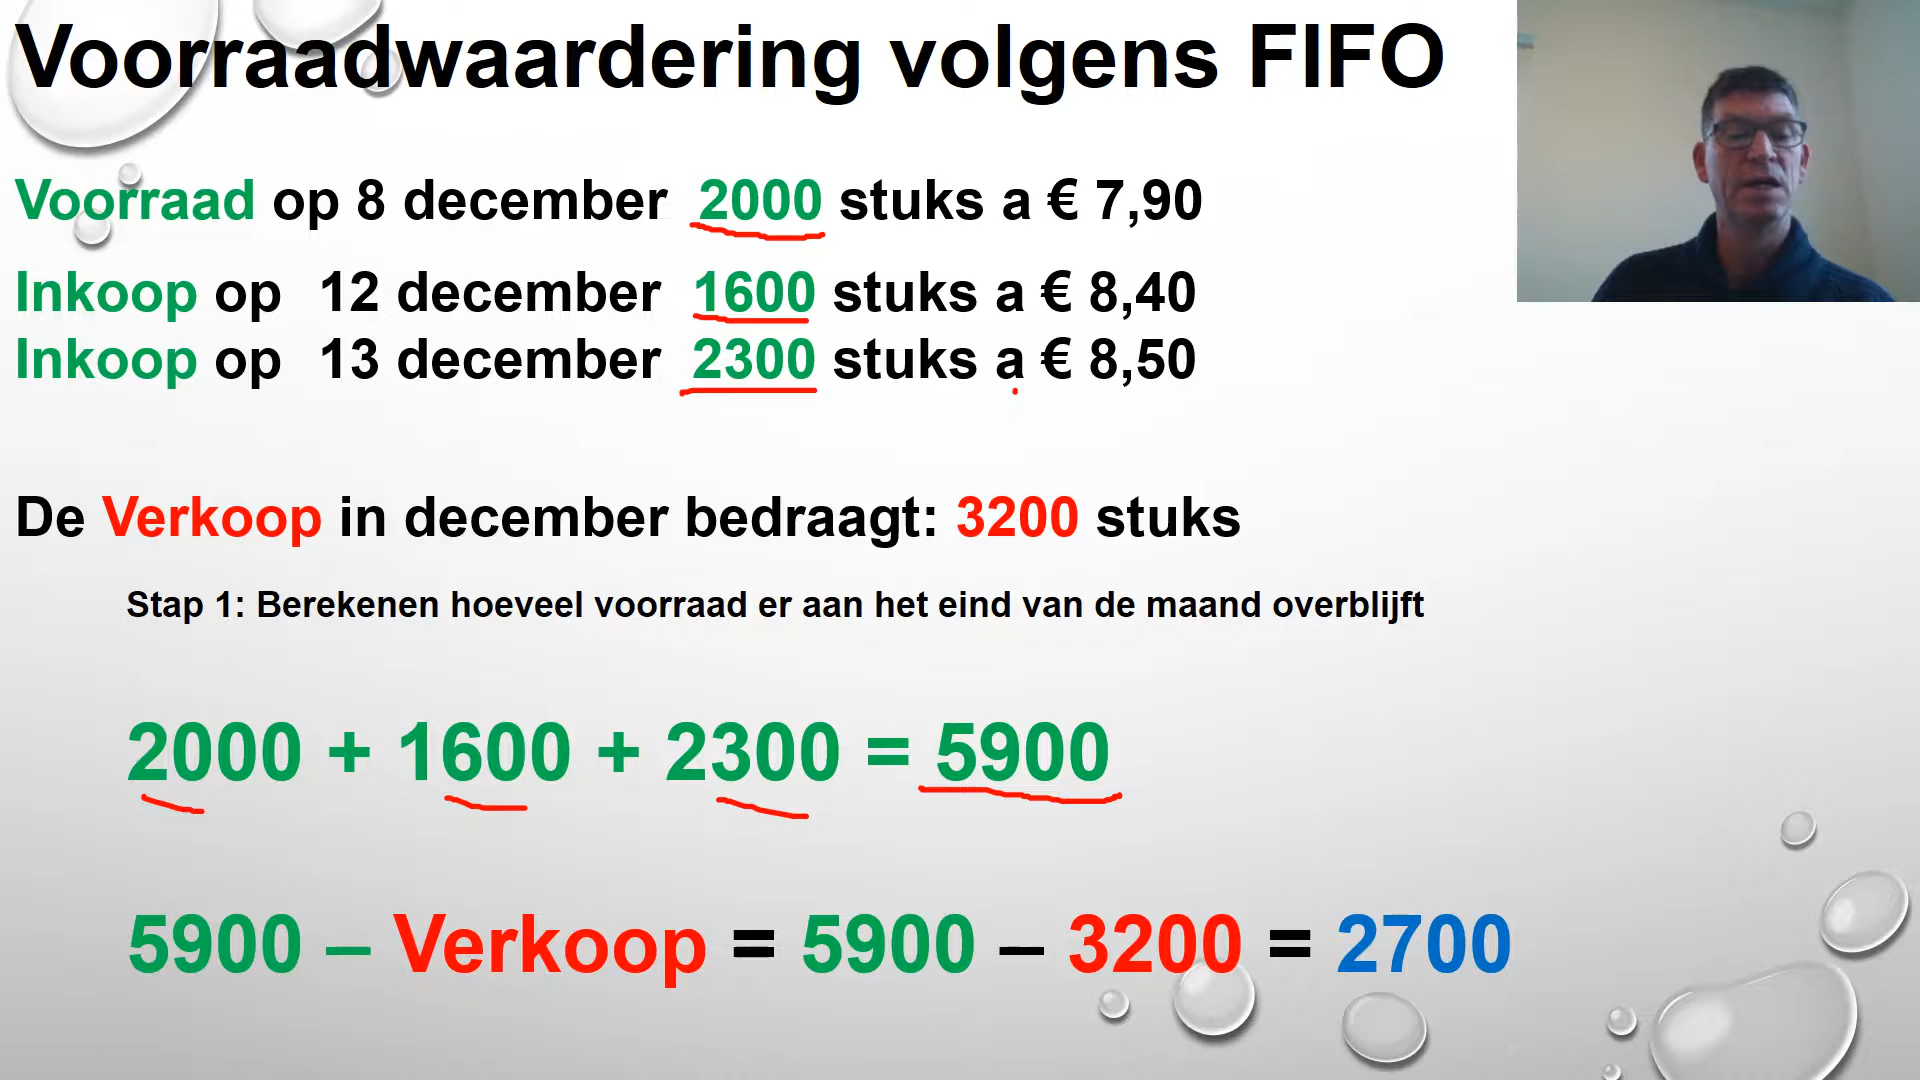 Voorraadwaardering volgens FIFO
Voorraad op 8 december 2000 stuks a € 7,90
Inkoop op 12 december 1600 stuks a € 8,40
Inkoop op 13 december 2300 stuks a € 8,50
De Verkoop in december bedraagt: 3200 stuks
Stap 1: Berekenen hoeveel voorraad er aan het eind van de maand overblijft
2000 + 1600 + 2300 = 5900
5900 – Verkoop = 5900 – 3200 = 2700